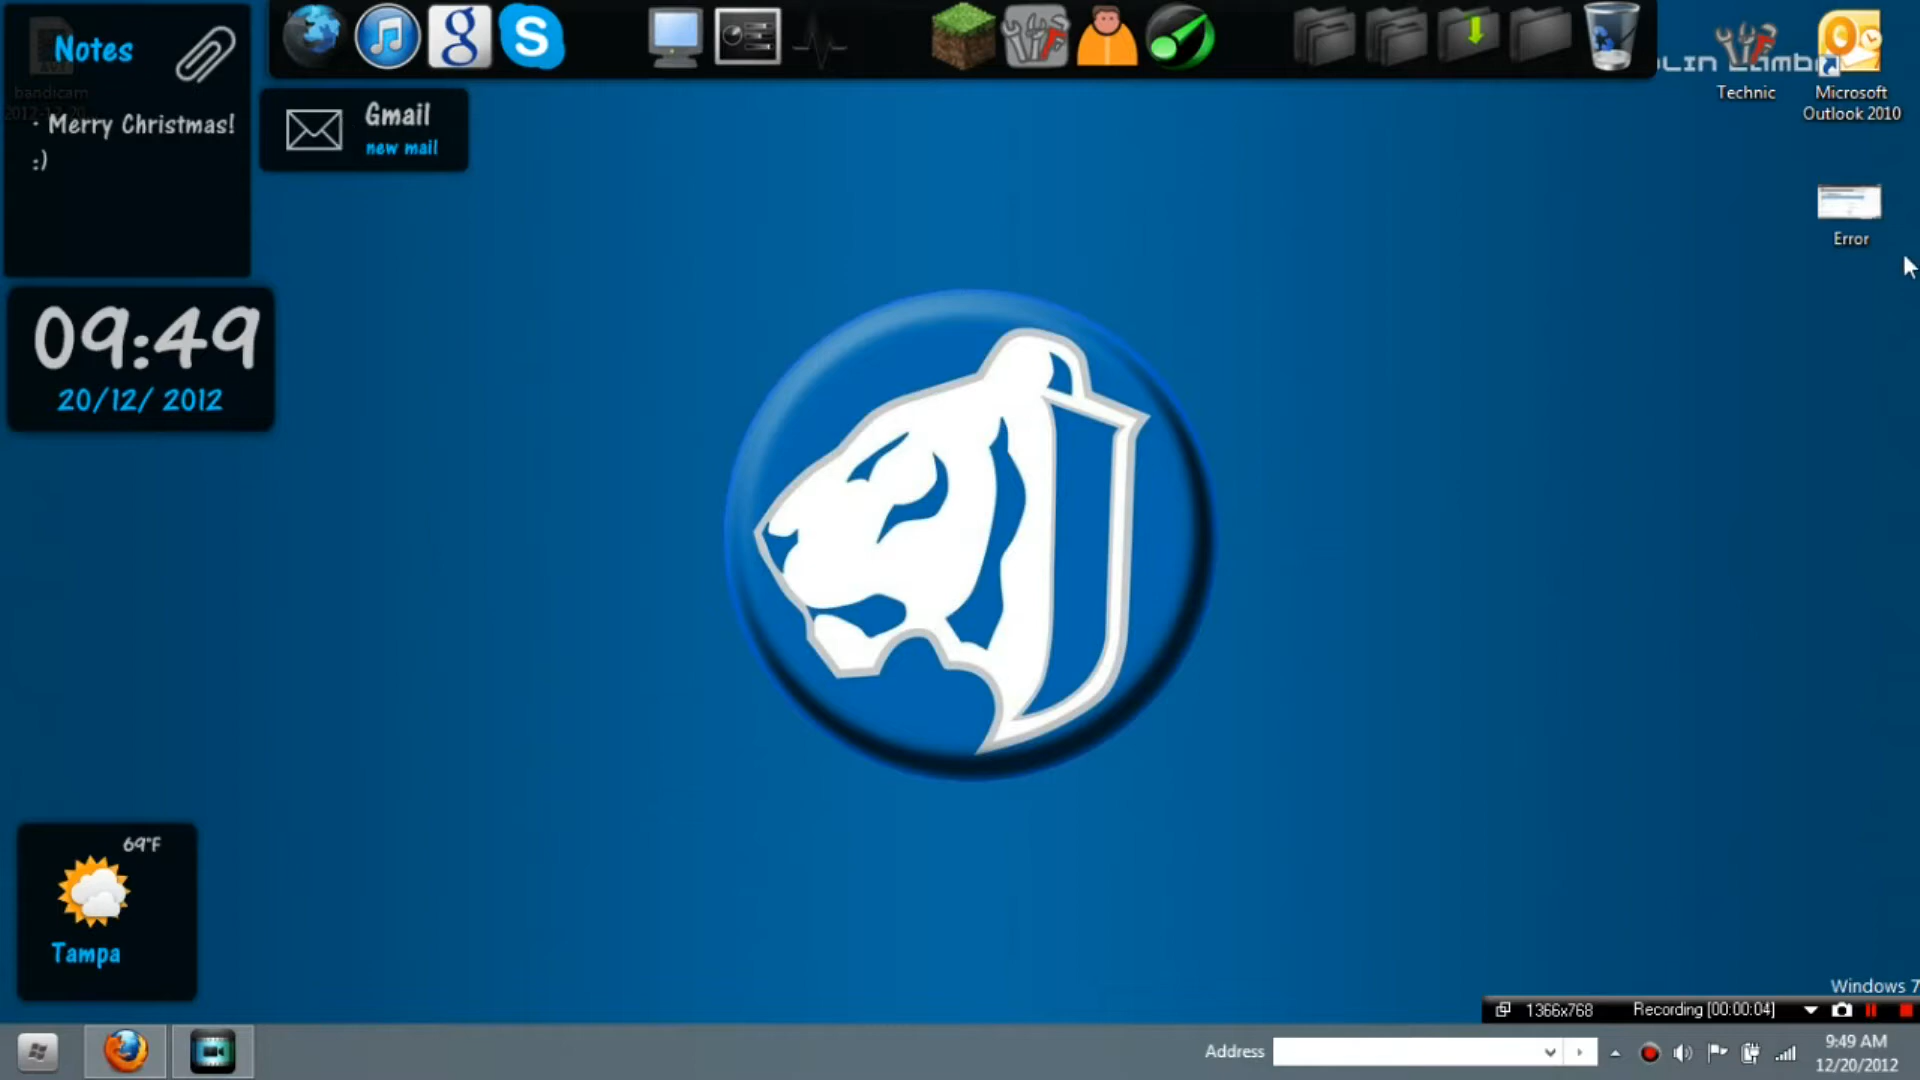 Notes
bandicam
· Merry Christmas!
:)
Gmail
new mail
Technic
Microsoft
Outlook 2010
Error
09:49
20/12/ 2012
69°F
Tampa
Windows 7
1366x768
Recording [00:00:04]
Address
9:49 AM
12/20/2012